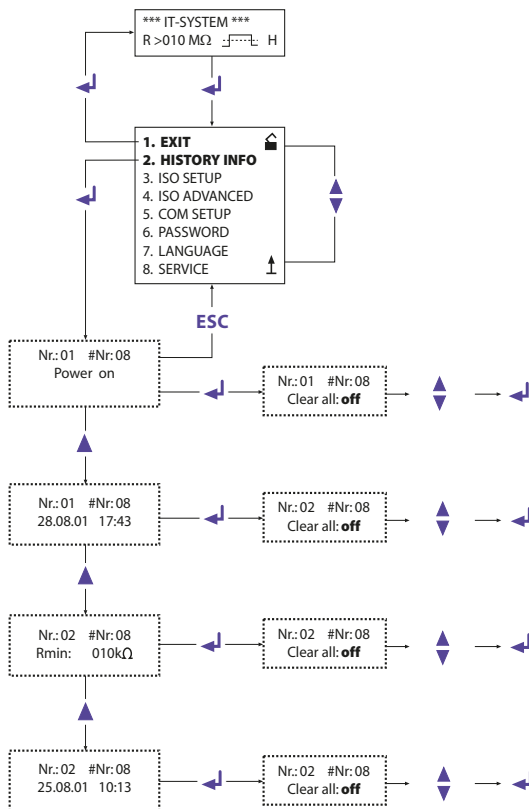 *** IT-SYSTEM ***
R >010 MΩ H
1. EXIT
2. HISTORY INFO
3. ISO SETUP
4. ISO ADVANCED
5. COM SETUP
6. PASSWORD
7. LANGUAGE
8. SERVICE
ESC
Nr.: 01 #Nr: 08
Power on
Nr.: 01 #Nr: 08
Clear all: off
Nr.: 01 #Nr: 08
28.08.01 17:43
Nr.: 02 #Nr: 08
Clear all: off
Nr.: 02 #Nr: 08
Rmin: 010kΩ
Nr.: 02 #Nr: 08
Clear all: off
Nr.: 02 #Nr: 08
25.08.01 10:13
Nr.: 02 #Nr: 08
Clear all: off